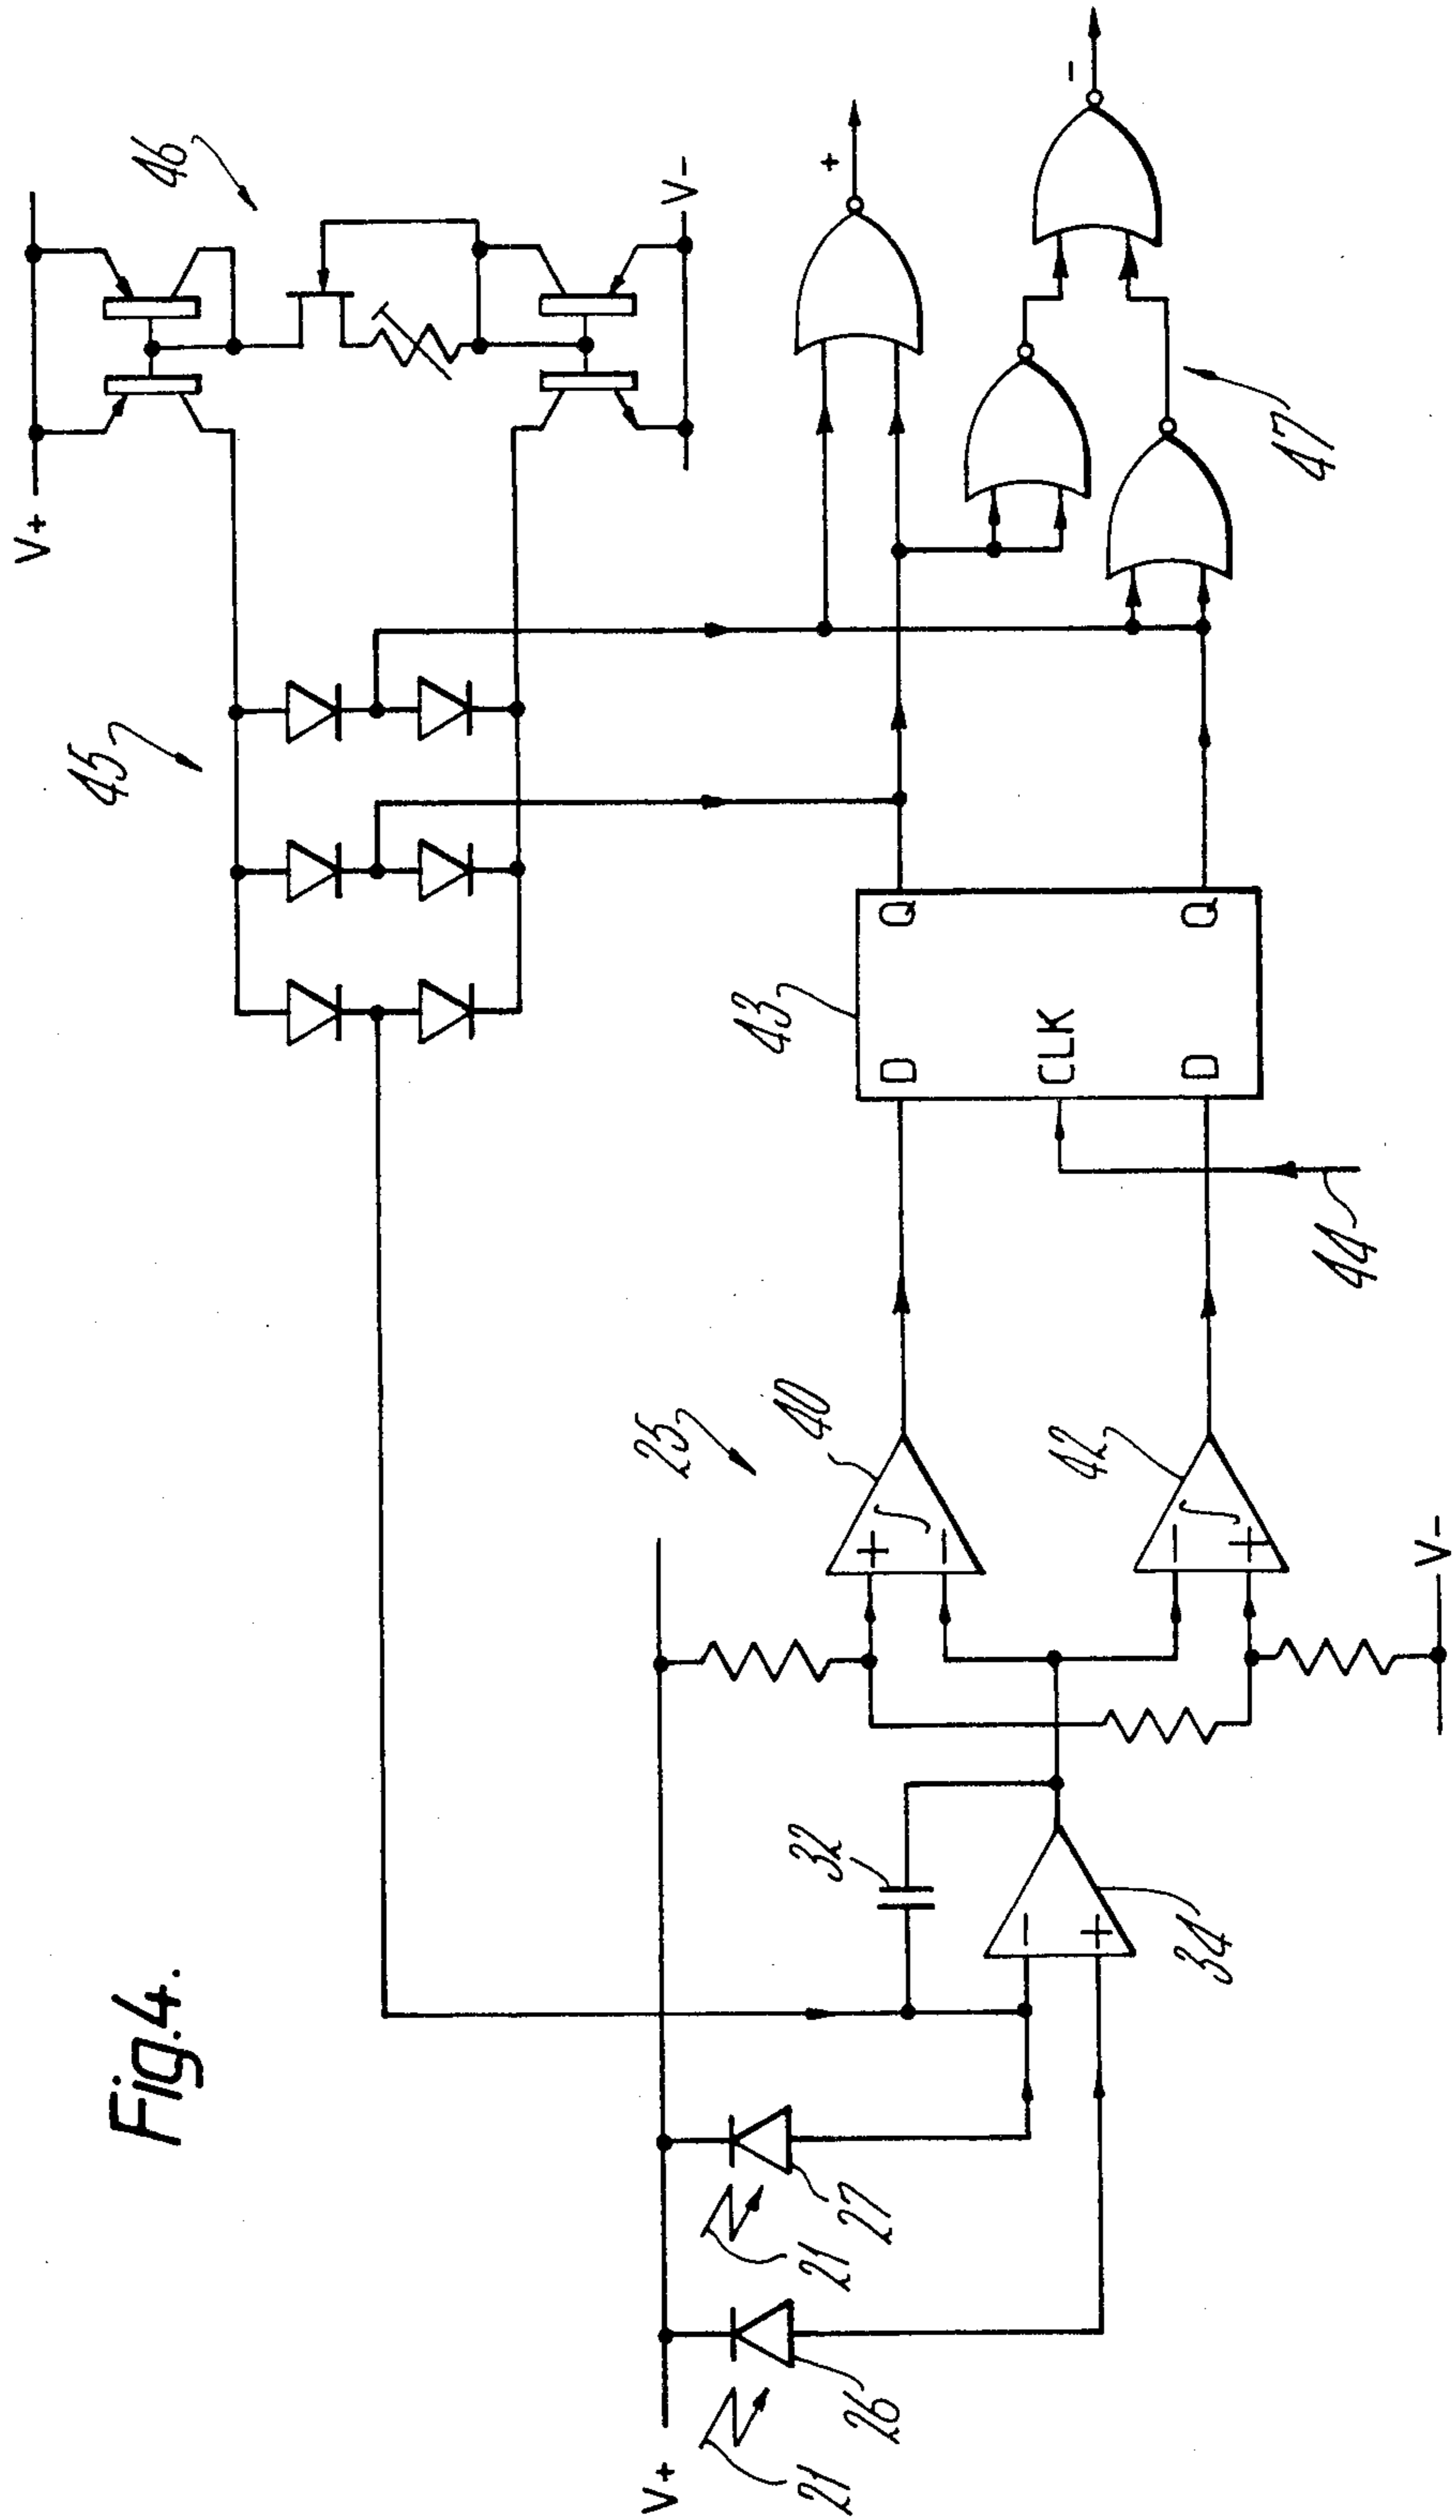 Fig.4.
V+
46
45
V-
+
-
47
43
D
Q
CLK
D
Q
44
25
40
+
-
42
-
+
V-
32
34
-
+
V+
21
27
21
26